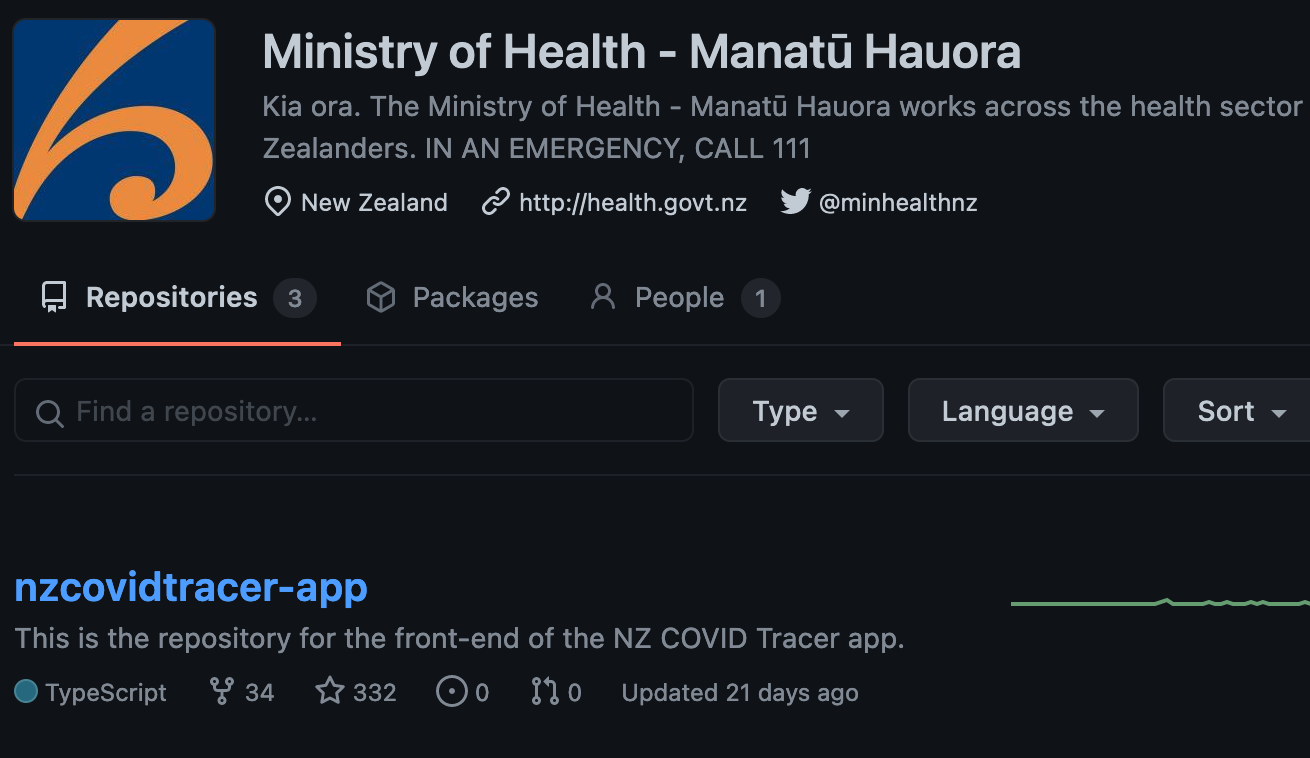 Ministry of Health - Manatū Hauora
Kia ora. The Ministry of Health - Manatū Hauora works across the health sector
Zealanders. IN AN EMERGENCY, CALL 111
New Zealand http://health.govt.nz @minhealthnz
Repositories 3 Packages People 1
Find a repository... Type Language Sort
nzcovidtracer-app
This is the repository for the front-end of the NZ COVID Tracer app.
TypeScript 34 332 0 0 Updated 21 days ago